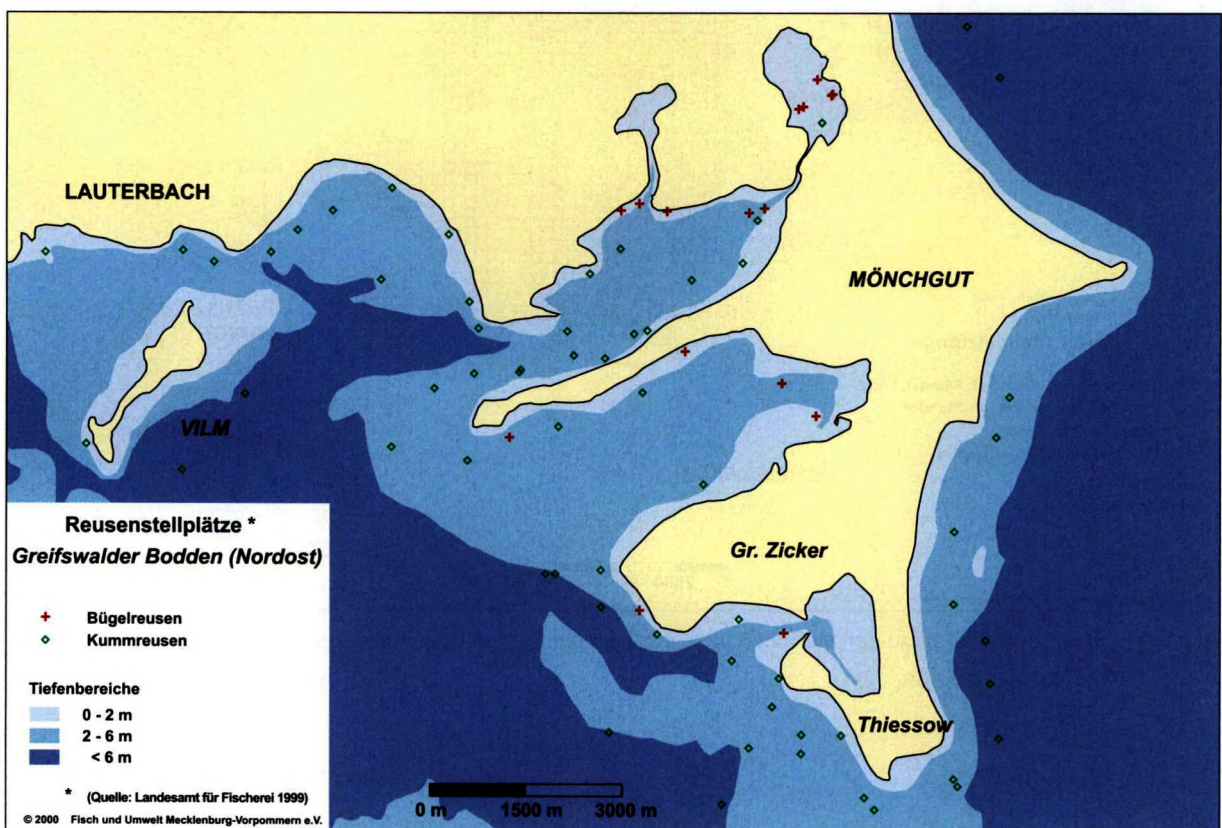 LAUTERBACH
MÖNCHGUT
VILM
Gr. Zicker
Thiessow
Reusenstellplätze *
Greifswalder Bodden (Nordost)
+ Bügelreusen
Kummreusen
Tiefenbereiche
0 - 2 m
2 - 6 m
< 6 m
* (Quelle: Landesamt für Fischerei 1999)
© 2000 Fisch und Umwelt Mecklenburg-Vorpommern e.V.
0 m 1500 m 3000 m